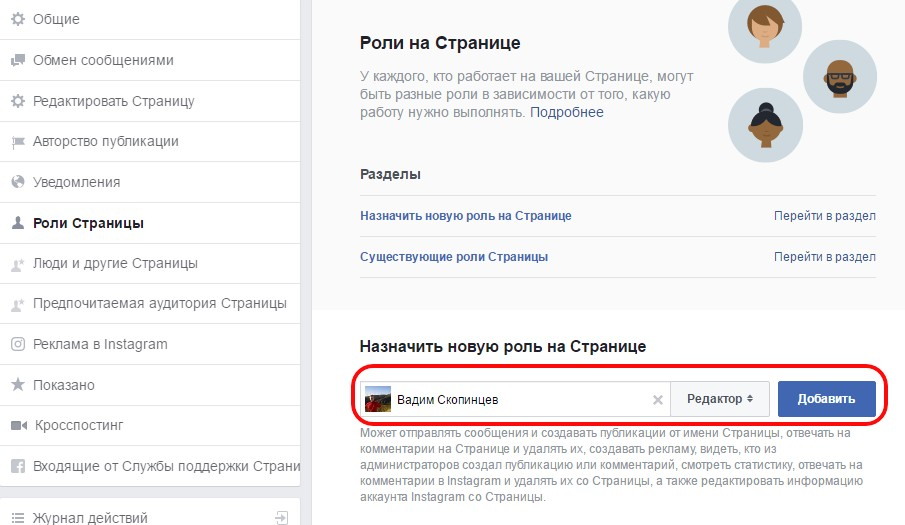 Общие
Обмен сообщениями
Редактировать Страницу
Авторство публикации
Уведомления
Роли Страницы
Люди и другие Страницы
Предпочитаемая аудитория Страницы
Реклама в Instagram
Показано
Кросспостинг
Входящие от Службы поддержки Страни
Журнал действий
Роли на Странице
У каждого, кто работает на вашей Странице, могут
быть разные роли в зависимости от того, какую
работу нужно выполнять. Подробнее
Разделы
Назначить новую роль на Странице Перейти в раздел
Существующие роли Страницы Перейти в раздел
Назначить новую роль на Странице
Вадим Скопинцев Редактор Добавить
Может отправлять сообщения и создавать публикации от имени Страницы, отвечать на
комментарии на Странице и удалять их, создавать рекламу, видеть, кто из
администраторов создал публикацию или комментарий, смотреть статистику, отвечать на
комментарии в Instagram и удалять их со Страницы, а также редактировать информацию
аккаунта Instagram со Страницы.